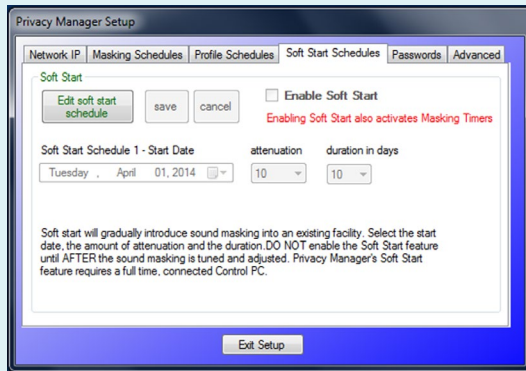 Privacy Manager Setup
Network IP Masking Schedules Profile Schedules Soft Start Schedules Passwords Advanced
Soft Start
Edit soft start
schedule
save
cancel
Enable Soft Start
Enabling Soft Start also activates Masking Timers
Soft Start Schedule 1 - Start Date
attenuation
duration in days
Tuesday , April 01, 2014
10
10
Soft start will gradually introduce sound masking into an existing facility. Select the start
date, the amount of attenuation and the duration.DO NOT enable the Soft Start feature
until AFTER the sound masking is tuned and adjusted. Privacy Manager's Soft Start
feature requires a full time, connected Control PC.
Exit Setup